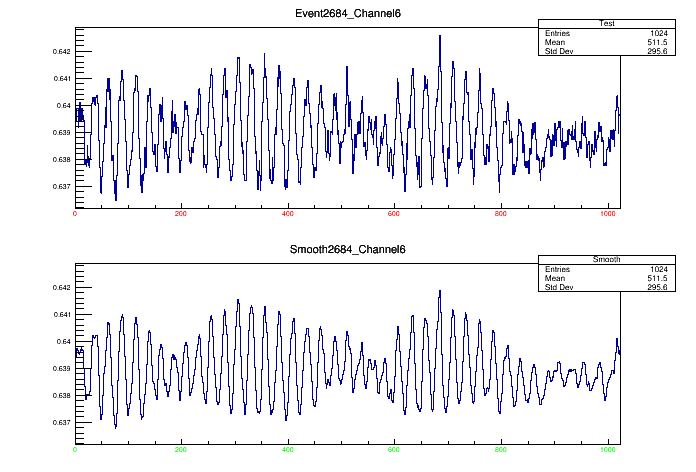 Event2684_Channel6
Test
Entries 1024
Mean 511.5
Std Dev 295.6
0.642
0.641
0.64
0.639
0.638
0.637
0 200 400 600 800 1000
Smooth2684_Channel6
Smooth
Entries 1024
Mean 511.5
Std Dev 295.6
0.642
0.641
0.64
0.639
0.638
0.637
0 200 400 600 800 1000